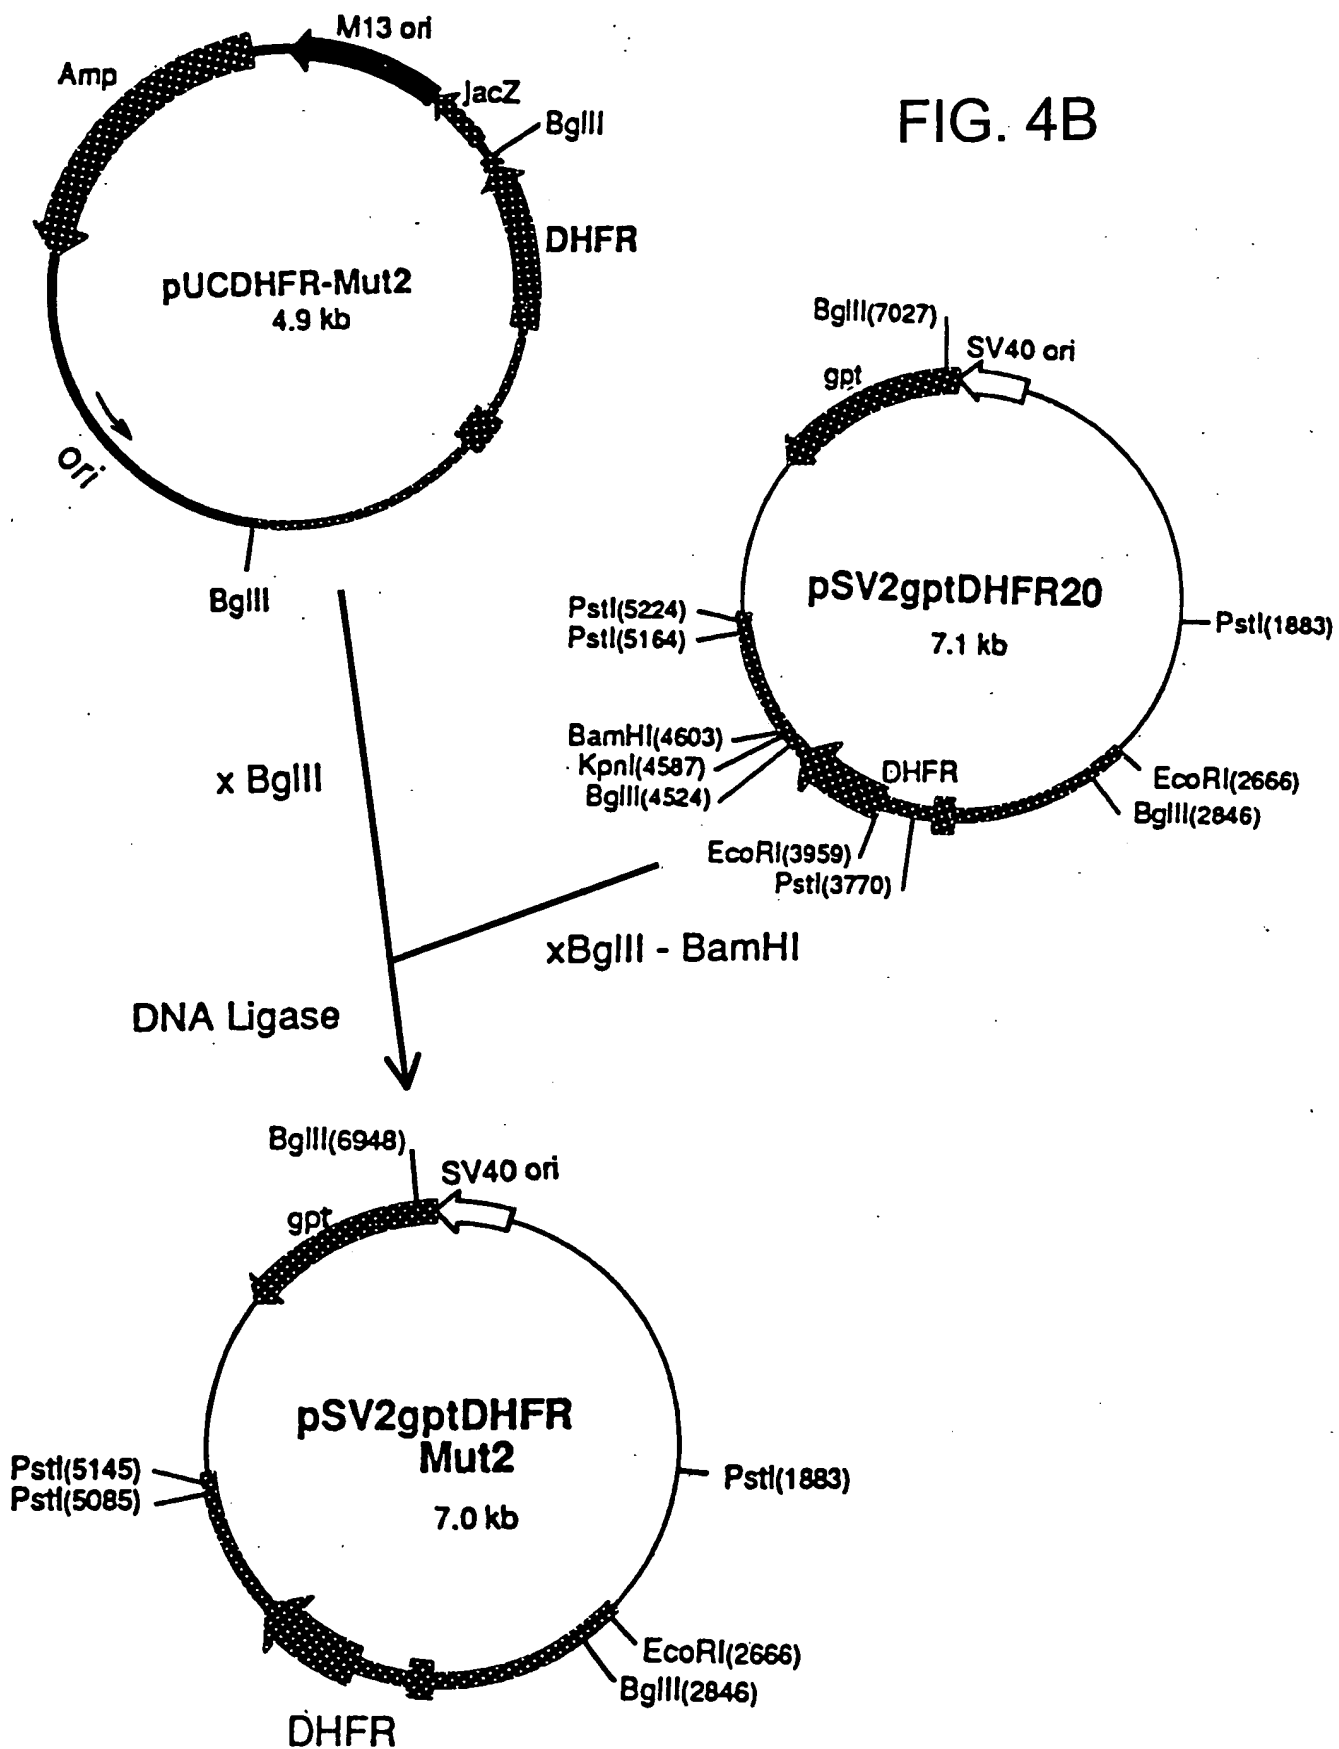 FIG. 4B
M13 ori
Amp
lacZ
BglII
DHFR
pUCDHFR-Mut2
4.9 kb
ori
BglII
BglII(7027)
SV40 ori
gpt
pSV2gptDHFR20
7.1 kb
PstI(5224)
PstI(5164)
PstI(1883)
BamHI(4603)
KpnI(4587)
BglII(4524)
DHFR
EcoRI(2666)
BglII(2846)
EcoRI(3959)
PstI(3770)
x BglII
xBglII - BamHI
DNA Ligase
BglII(6948)
SV40 ori
gpt
pSV2gptDHFR
Mut2
7.0 kb
PstI(5145)
PstI(5085)
PstI(1883)
EcoRI(2666)
BglII(2846)
DHFR